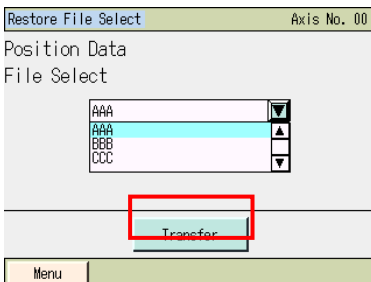 Restore File Select Axis No. 00
Position Data
File Select
AAA
AAA
BBB
CCC
Transfer
Menu